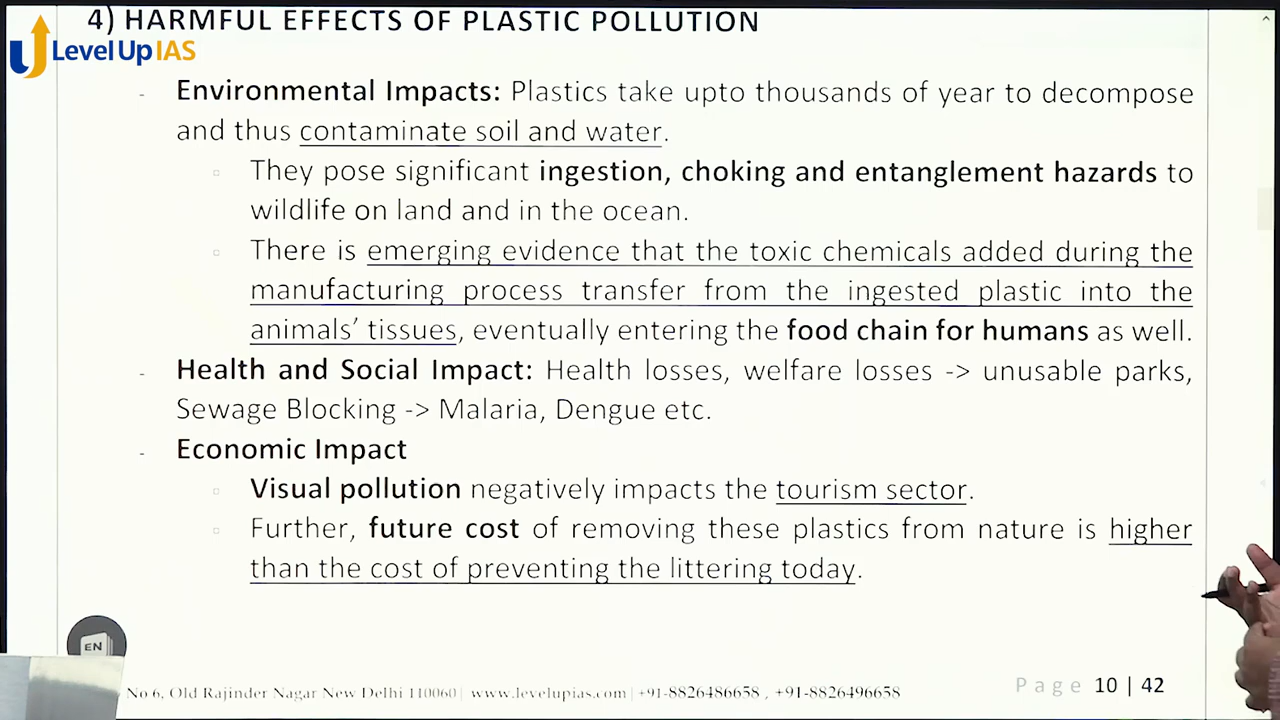 4) HARMFUL EFFECTS OF PLASTIC POLLUTION
Level Up IAS
- Environmental Impacts: Plastics take upto thousands of year to decompose
and thus contaminate soil and water.
They pose significant ingestion, choking and entanglement hazards to
wildlife on land and in the ocean.
There is emerging evidence that the toxic chemicals added during the
manufacturing process transfer from the ingested plastic into the
animals’ tissues, eventually entering the food chain for humans as well.
- Health and Social Impact: Health losses, welfare losses -> unusable parks,
Sewage Blocking -> Malaria, Dengue etc.
- Economic Impact
Visual pollution negatively impacts the tourism sector.
Further, future cost of removing these plastics from nature is higher
than the cost of preventing the littering today.
EN
No 6, Old Rajinder Nagar New Delhi 110060 | www.levelupias.com | +91-8826486658 , +91-8826496658
Page 10 | 42